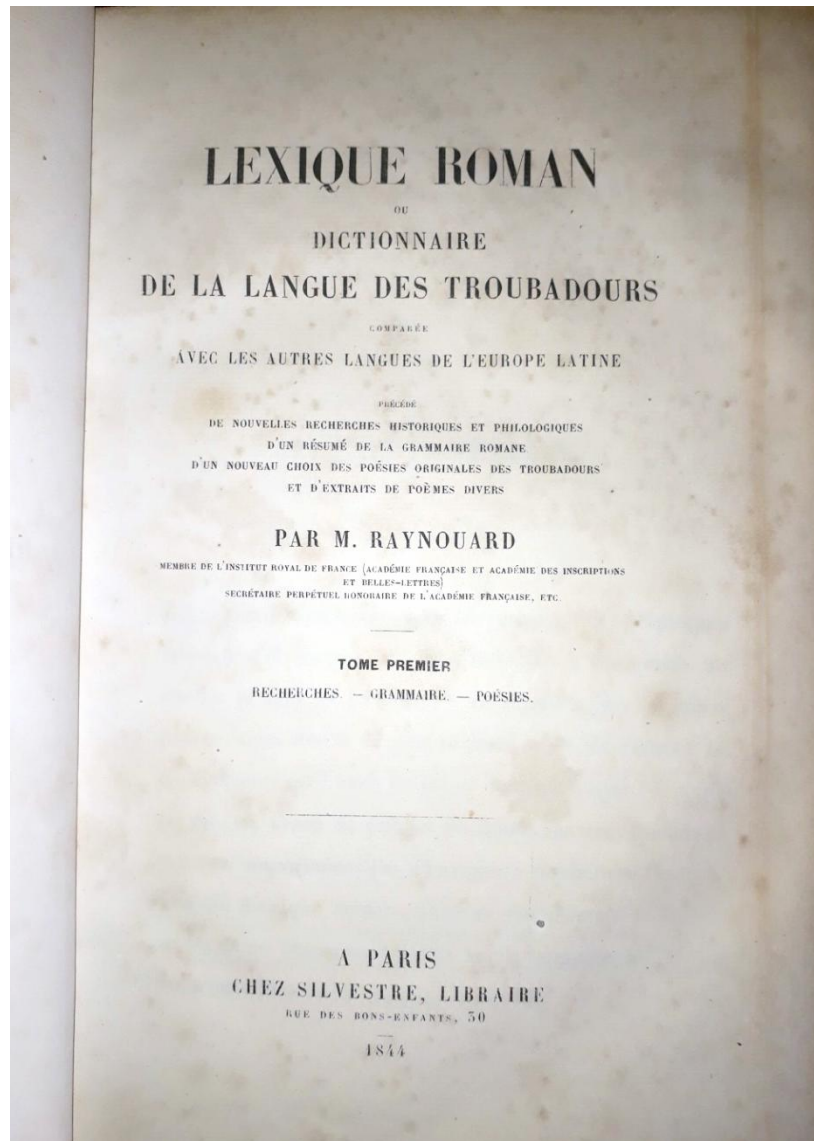 LEXIQUE ROMAN
OU
DICTIONNAIRE
DE LA LANGUE DES TROUBADOURS
COMPARÉE
AVEC LES AUTRES LANGUES DE L'EUROPE LATINE
PRÉCÉDÉ
DE NOUVELLES RECHERCHES HISTORIQUES ET PHILOLOGIQUES
D'UN RÉSUMÉ DE LA GRAMMAIRE ROMANE
D'UN NOUVEAU CHOIX DES POÉSIES ORIGINALES DES TROUBADOURS
ET D'EXTRAITS DE POÈMES DIVERS
PAR M. RAYNOUARD
MEMBRE DE L'INSTITUT ROYAL DE FRANCE (ACADÉMIE FRANÇAISE ET ACADÉMIE DES INSCRIPTIONS
ET BELLES-LETTRES)
SECRÉTAIRE PERPÉTUEL HONORAIRE DE L'ACADÉMIE FRANÇAISE, ETC.
TOME PREMIER
RECHERCHES. — GRAMMAIRE. — POÉSIES.
A PARIS
CHEZ SILVESTRE, LIBRAIRE
RUE DES BONS-ENFANTS, 30
1844